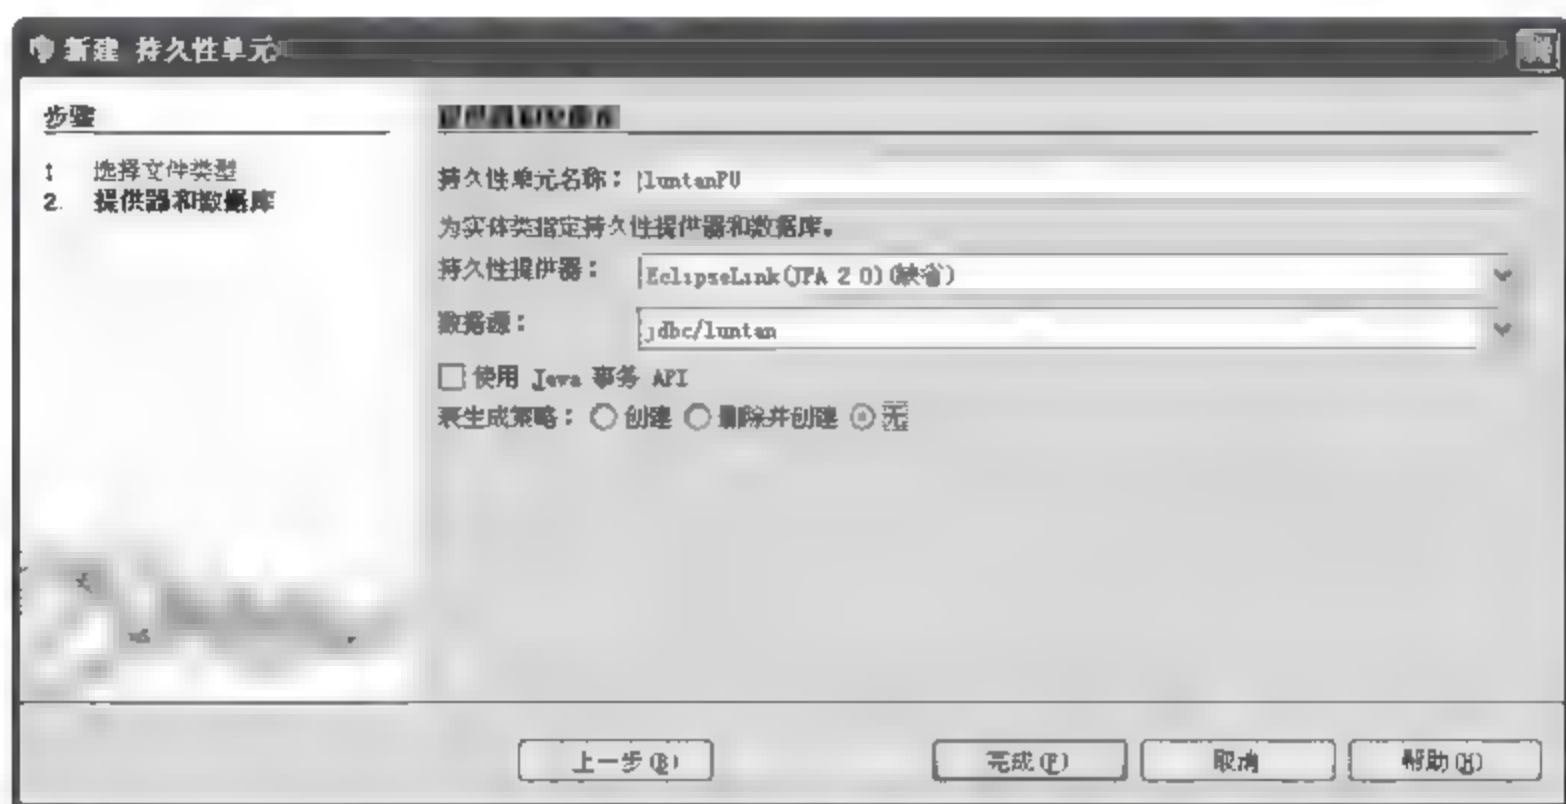 新建 持久性单元
步骤
1 选择文件类型
2. 提供器和数据库
持久性单元名称：luntanPU
为实体类指定持久性提供器和数据库。
持久性提供器： EclipseLink(JPA 2 0)(缺省)
数据源： jdbc/luntan
使用 Java 事务 API
表生成策略： 创建 删除并创建 无
上一步(B) 完成(F) 取消 帮助(H)